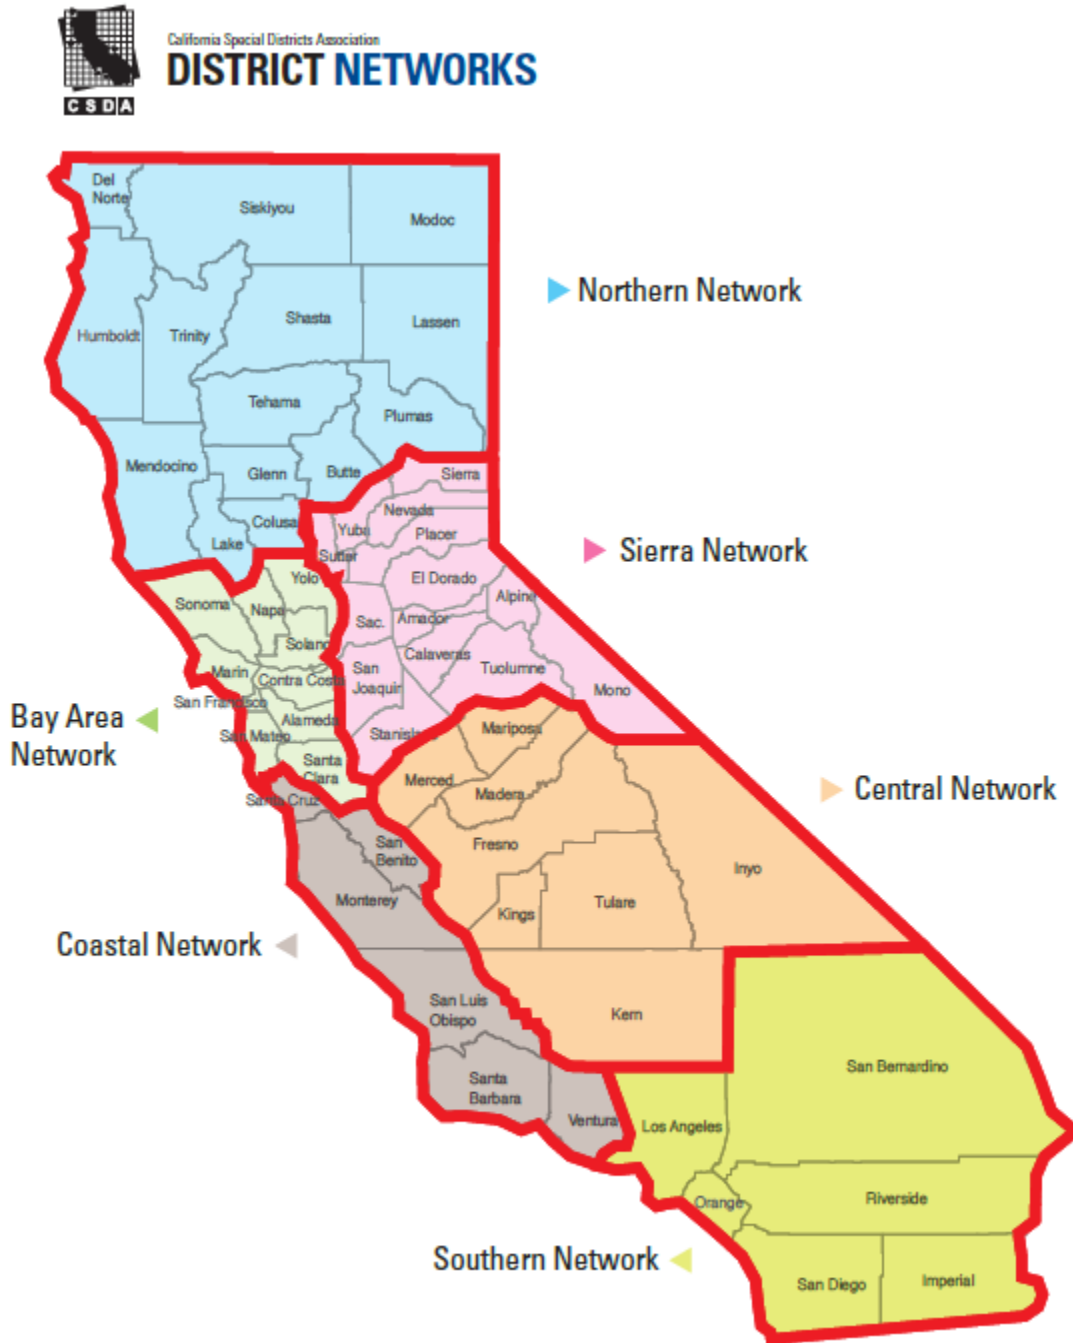 California Special Districts Association
DISTRICT NETWORKS
CSDA
Del
Norte
Siskiyou
Modoc
Northern Network
Humboldt
Trinity
Shasta
Lassen
Tehama
Plumas
Mendocino
Glenn
Butte
Sierra
Colusa
Nevada
Lake
Yuba
Placer
Sutter
Sierra Network
Yolo
El Dorado
Alpine
Sonoma
Napa
Sac.
Amador
Solano
Calaveras
Tuolumne
Marin
Contra Costa
San
Joaquin
Mono
San Francisco
Bay Area
Network
Alameda
San Mateo
Stanisla
Mariposa
Santa
Clara
Merced
Central Network
Santa Cruz
Madera
San
Benito
Fresno
Inyo
Monterey
Kings
Tulare
Coastal Network
San Luis
Obispo
Kern
Santa
Barbara
San Bernardino
Ventura
Los Angeles
Orange
Riverside
Southern Network
San Diego
Imperial